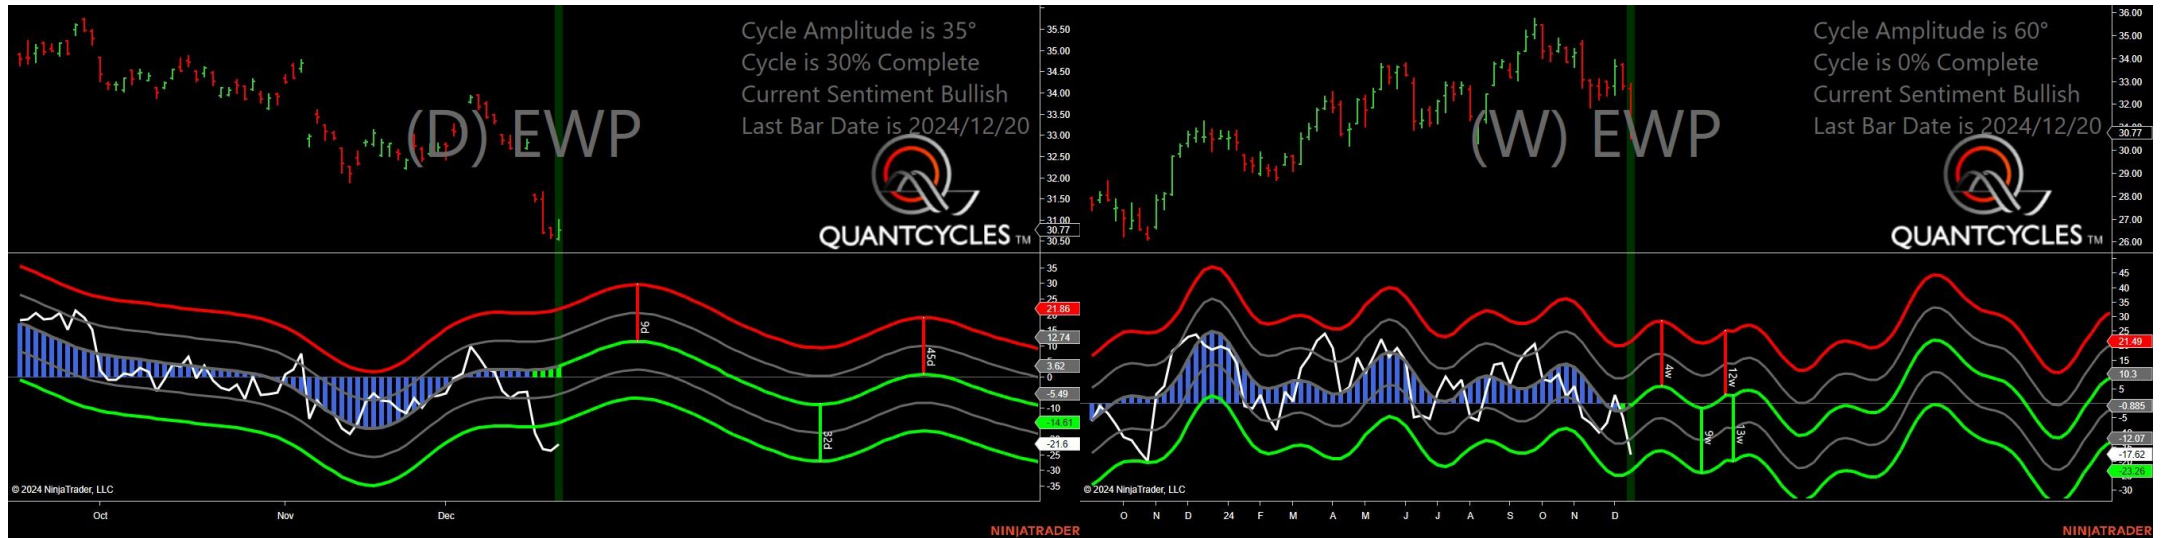 Cycle Amplitude is 35°
Cycle is 30% Complete
Current Sentiment Bullish
Last Bar Date is 2024/12/20
(D) EWP
QUANTCYCLES TM
35.50
35.00
34.50
34.00
33.50
33.00
32.50
32.00
31.50
31.00
30.77
30.50
35
30
25
21.86
12.74
10
3.62
0
-5.49
-10
-14.61
-21.6
-25
-30
-35
9d
32d
45d
© 2024 NinjaTrader, LLC
Oct
Nov
Dec
NINJATRADER
Cycle Amplitude is 60°
Cycle is 0% Complete
Current Sentiment Bullish
Last Bar Date is 2024/12/20
(W) EWP
QUANTCYCLES TM
36.00
35.00
34.00
33.00
32.00
30.77
30.00
29.00
28.00
27.00
26.00
45
40
35
30
25
21.49
15
10.3
5
-0.885
-5
-12.07
-17.62
-23.26
-30
4w
9w
12w
13w
© 2024 NinjaTrader, LLC
O N D 24 F M A M J J A S O N D
NINJATRADER